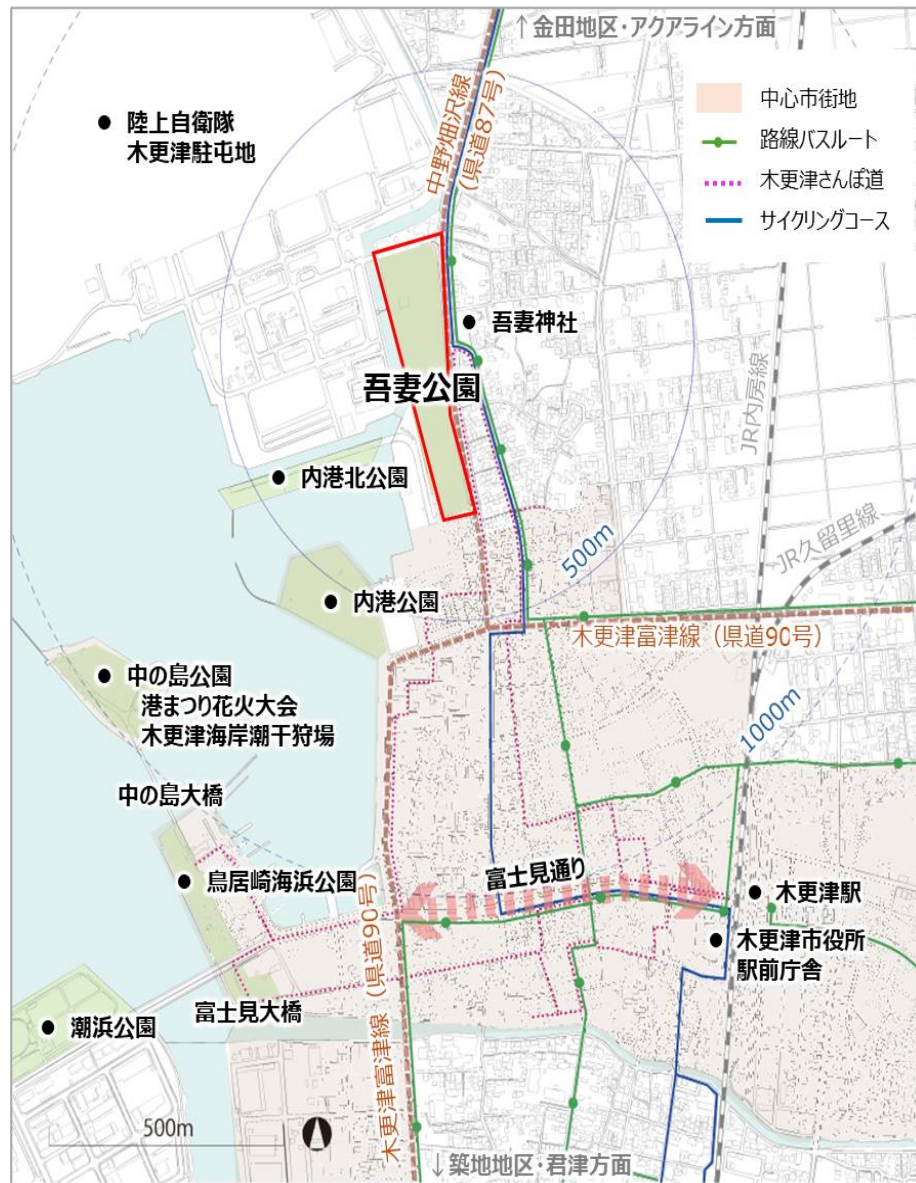 ↑金田地区・アクアライン方面
中心市街地
路線バスルート
木更津さんぽ道
サイクリングコース
陸上自衛隊
木更津駐屯地
中野畑沢線
(県道87号)
吾妻神社
吾妻公園
JR内房線
内港北公園
500m
JR久留里線
内港公園
木更津富津線（県道90号）
中の島公園
港まつり花火大会
木更津海岸潮干狩場
1000m
中の島大橋
鳥居崎海浜公園
富士見通り
木更津駅
木更津市役所
駅前庁舎
富士見大橋
潮浜公園
木更津富津線（県道90号）
500m
↓築地地区・君津方面